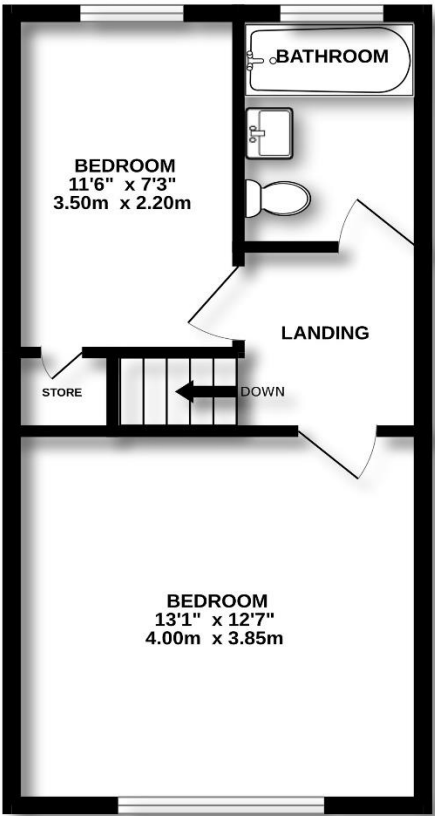 BATHROOM
BEDROOM
11'6" x 7'3"
3.50m x 2.20m
LANDING
STORE
DOWN
BEDROOM
13'1" x 12'7"
4.00m x 3.85m